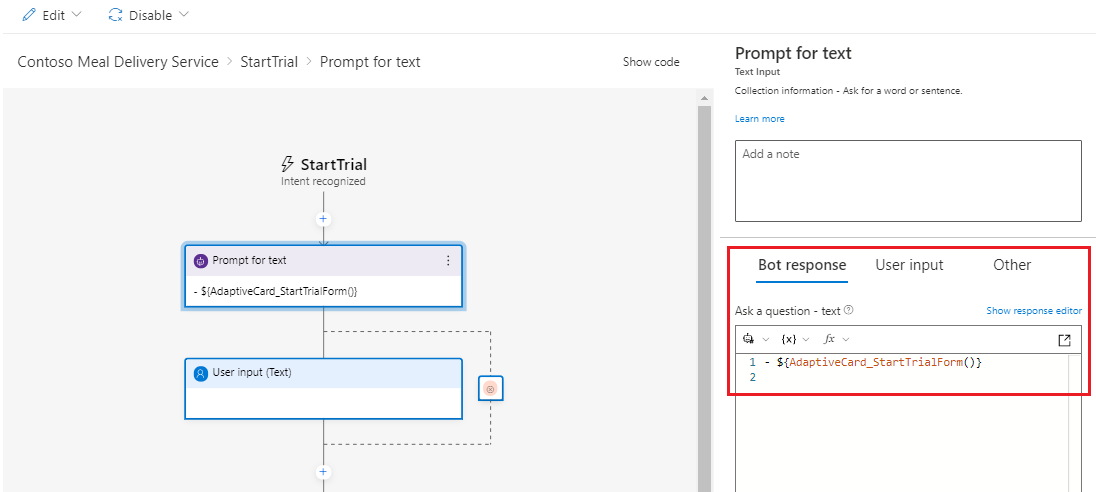 Edit
Disable
Contoso Meal Delivery Service > StartTrial > Prompt for text
Show code
StartTrial
Intent recognized
Prompt for text
- ${AdaptiveCard_StartTrialForm()}
User input (Text)
Prompt for text
Text Input
Collection information - Ask for a word or sentence.
Learn more
Add a note
Bot response User input Other
Ask a question - text
Show response editor
{x} fx
1 - ${AdaptiveCard_StartTrialForm()}
2